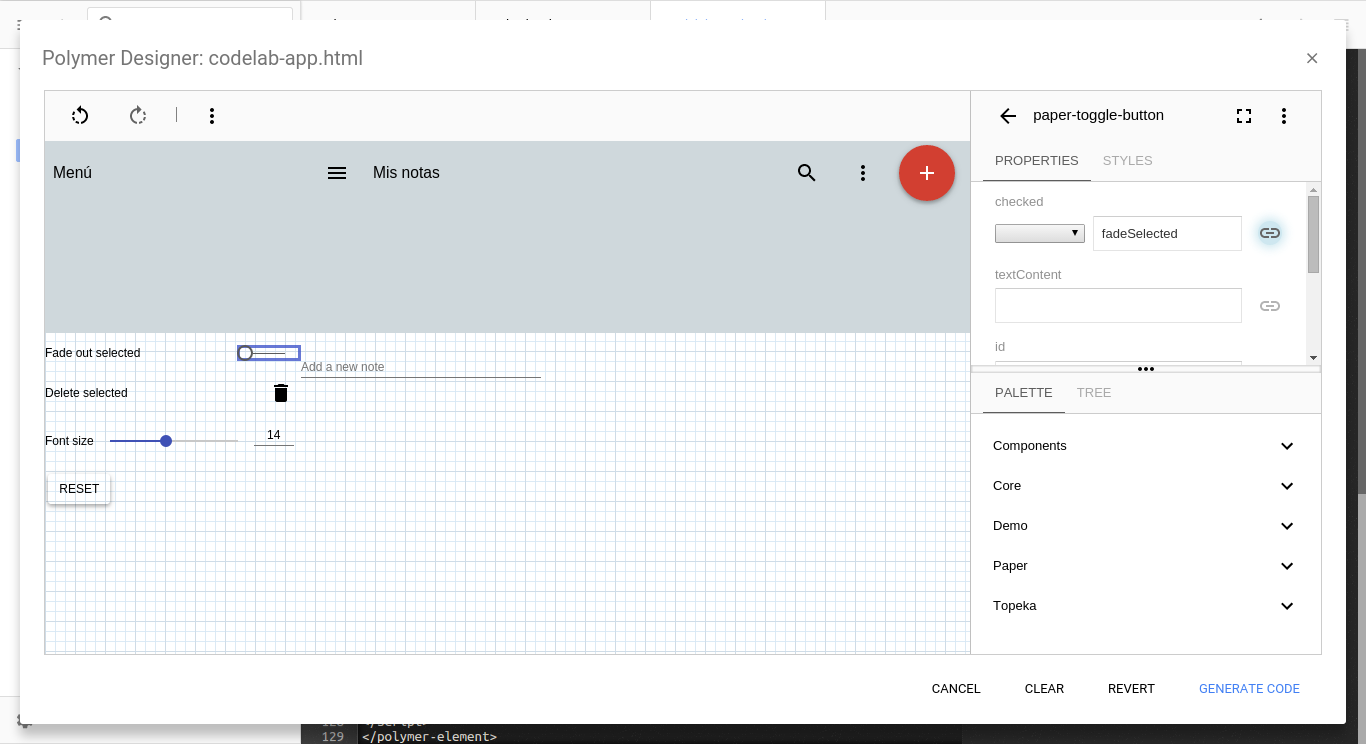 Polymer Designer: codelab-app.html
paper-toggle-button
PROPERTIES STYLES
Menú
Mis notas
checked
fadeSelected
textContent
id
Fade out selected
Add a new note
Delete selected
Font size
14
RESET
PALETTE TREE
Components
Core
Demo
Paper
Topeka
CANCEL CLEAR REVERT GENERATE CODE
129 </polymer-element>